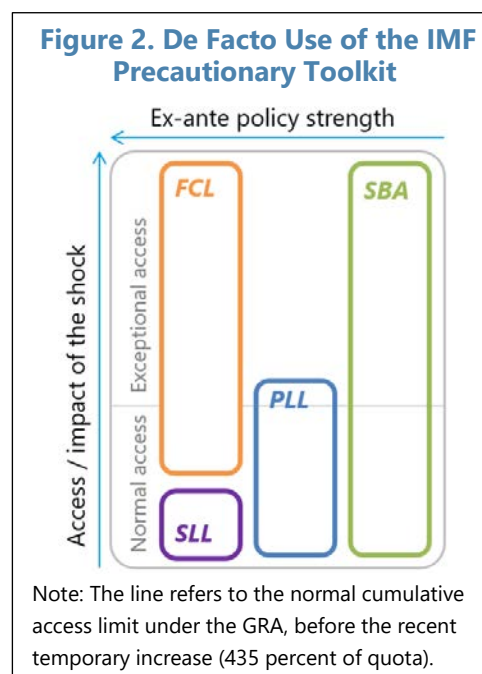 Figure 2. De Facto Use of the IMF
Precautionary Toolkit
Ex-ante policy strength
Access / impact of the shock
Exceptional access
Normal access
FCL
SBA
PLL
SLL
Note: The line refers to the normal cumulative
access limit under the GRA, before the recent
temporary increase (435 percent of quota).